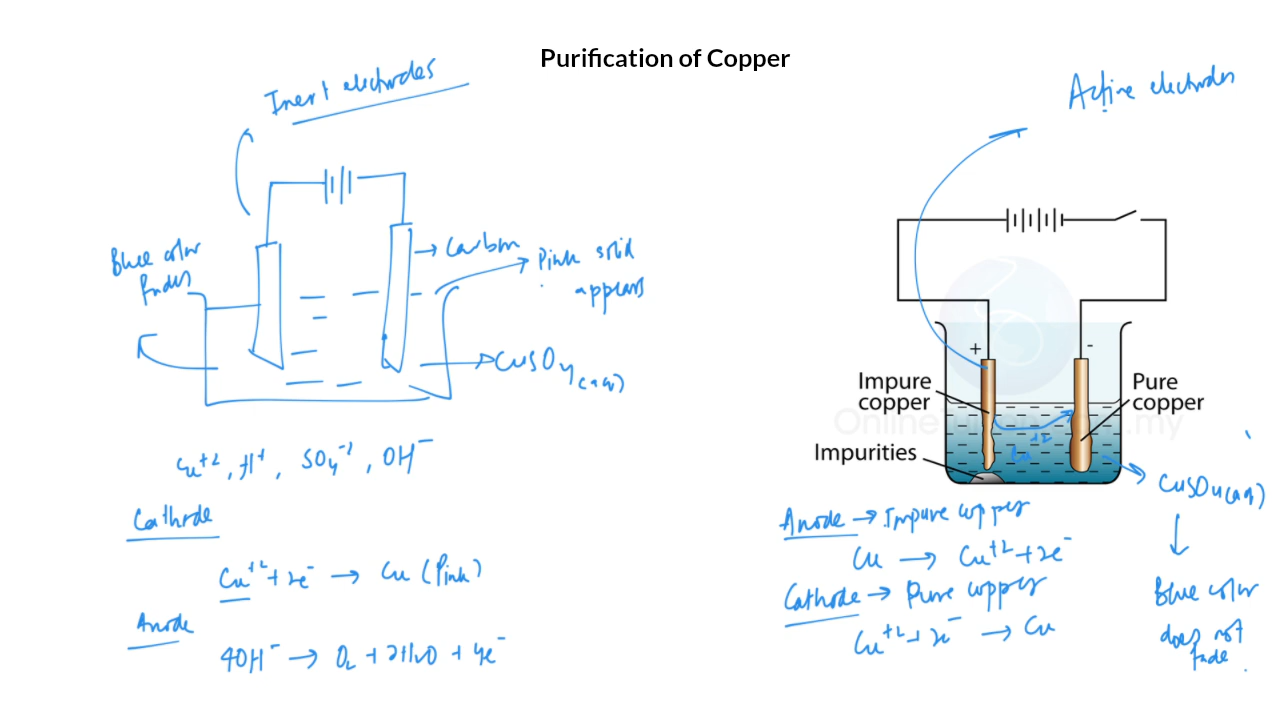 Purification of Copper
Inert electrodes
Active electrodes
Blue color
fades
→ Carbon
Pink solid
appears
CuSO₄(aq)
Cu⁺², H⁺, SO₄⁻², OH⁻
Cathode
Cu⁺² + 2e⁻ → Cu (Pink)
Anode
4OH⁻ → O₂ + 2H₂O + 4e⁻
+
-
Impure
copper
Pure
copper
Impurities
Cu⁺²
CuSO₄(aq)
↓
Blue color
does not
fade.
Anode → Impure copper
Cu → Cu⁺² + 2e⁻
Cathode → Pure copper
Cu⁺² + 2e⁻ → Cu